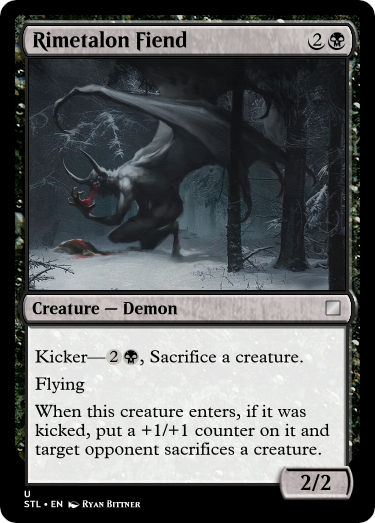 Rimetalon Fiend 2
Creature — Demon
Kicker—2, Sacrifice a creature.
Flying
When this creature enters, if it was
kicked, put a +1/+1 counter on it and
target opponent sacrifices a creature.
2/2
U
STL • EN Ryan Bittner